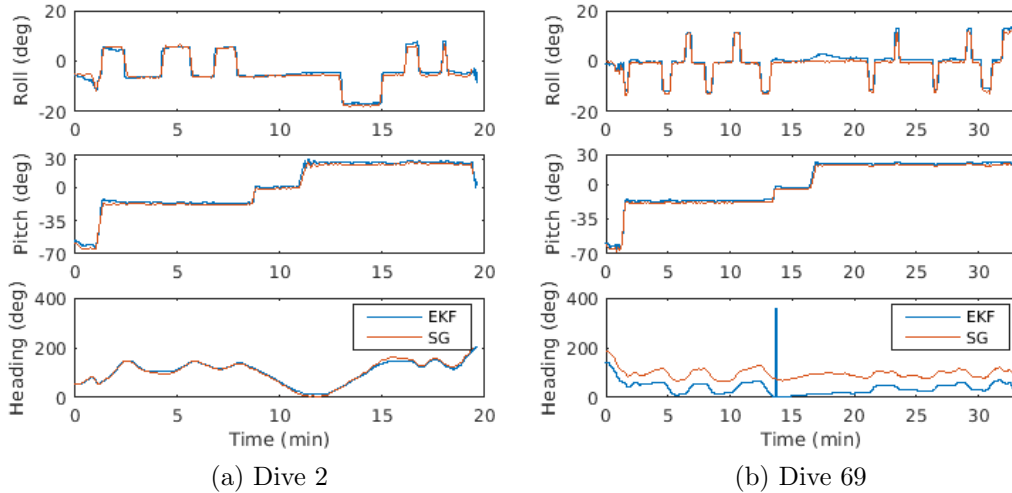 20
0
-20
Roll (deg)
0 5 10 15 20
30
0
-35
-70
Pitch (deg)
0 5 10 15 20
400
200
0
Heading (deg)
EKF
SG
0 5 10 15 20
Time (min)
(a) Dive 2
20
0
-20
Roll (deg)
0 5 10 15 20 25 30
30
0
-35
-70
Pitch (deg)
0 5 10 15 20 25 30
400
200
0
Heading (deg)
EKF
SG
0 5 10 15 20 25 30
Time (min)
(b) Dive 69